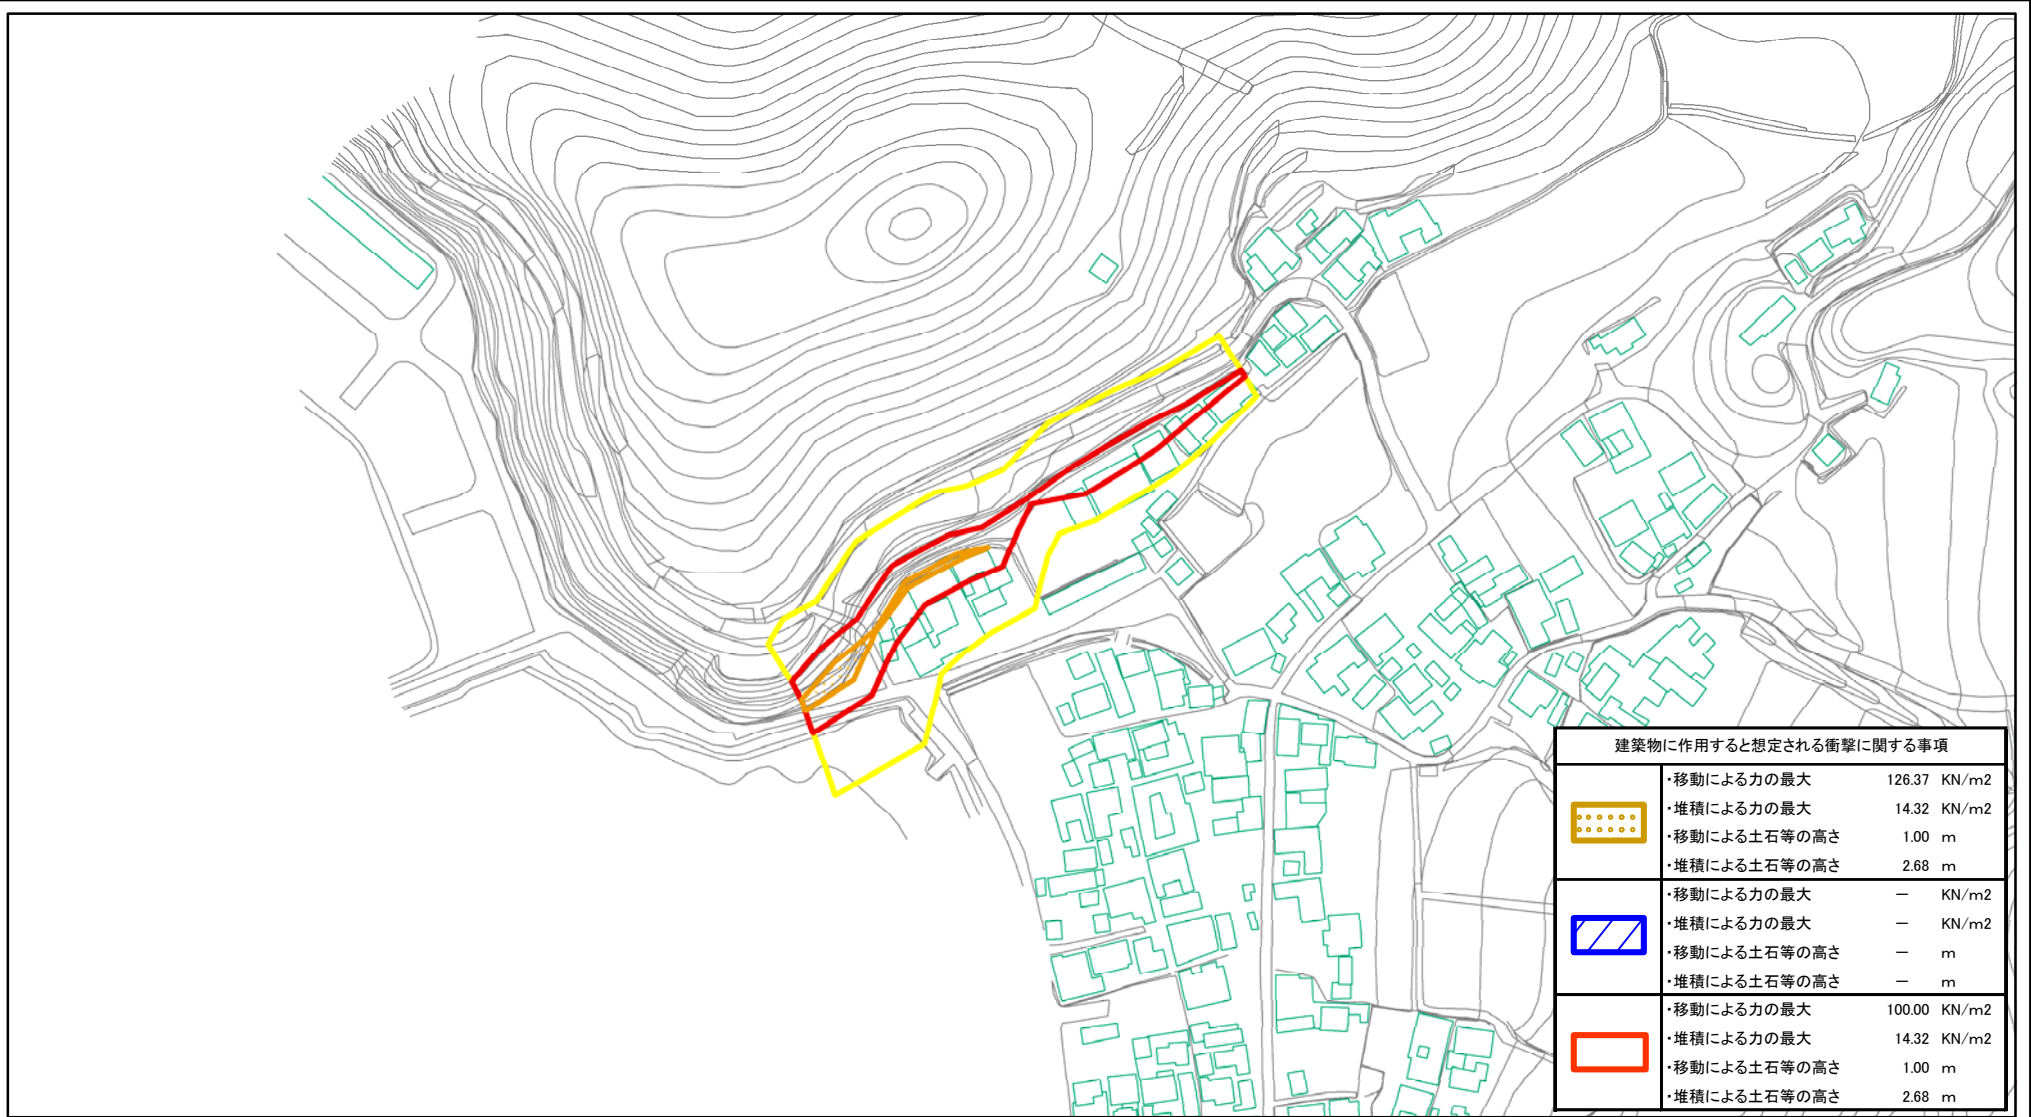 建築物に作用すると想定される衝撃に関する事項
・移動による力の最大 126.37 KN/m2
・堆積による力の最大 14.32 KN/m2
・移動による土石等の高さ 1.00 m
・堆積による土石等の高さ 2.68 m
・移動による力の最大 － KN/m2
・堆積による力の最大 － KN/m2
・移動による土石等の高さ － m
・堆積による土石等の高さ － m
・移動による力の最大 100.00 KN/m2
・堆積による力の最大 14.32 KN/m2
・移動による土石等の高さ 1.00 m
・堆積による土石等の高さ 2.68 m